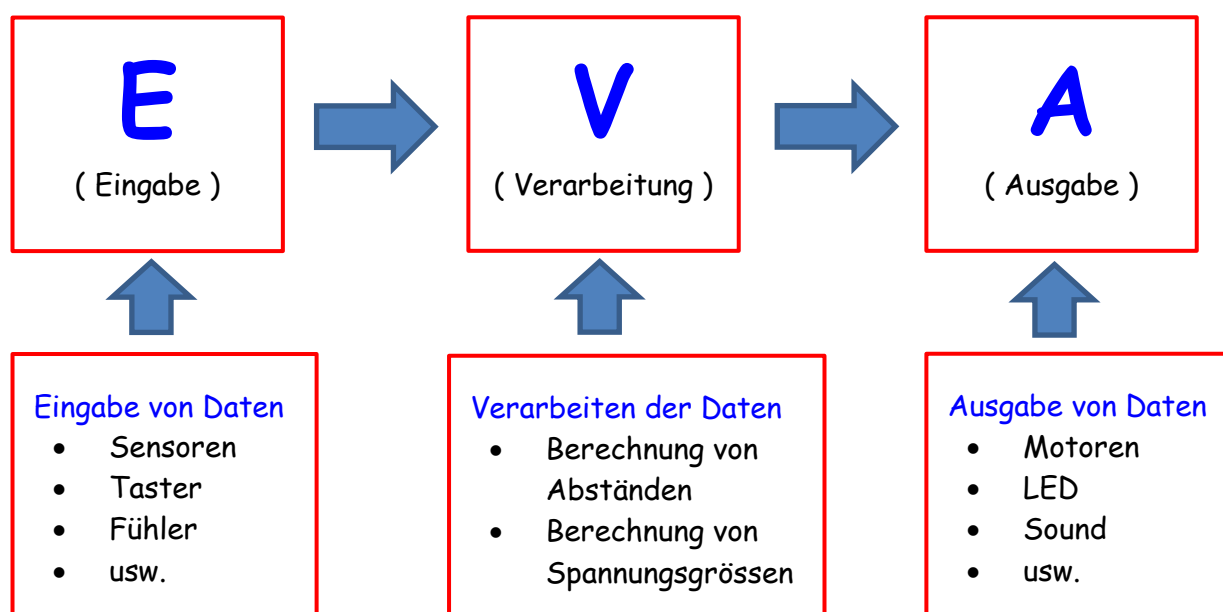 E
( Eingabe )
V
( Verarbeitung )
A
( Ausgabe )
Eingabe von Daten
• Sensoren
• Taster
• Fühler
• usw.
Verarbeiten der Daten
• Berechnung von
Abständen
• Berechnung von
Spannungsgrössen
Ausgabe von Daten
• Motoren
• LED
• Sound
• usw.